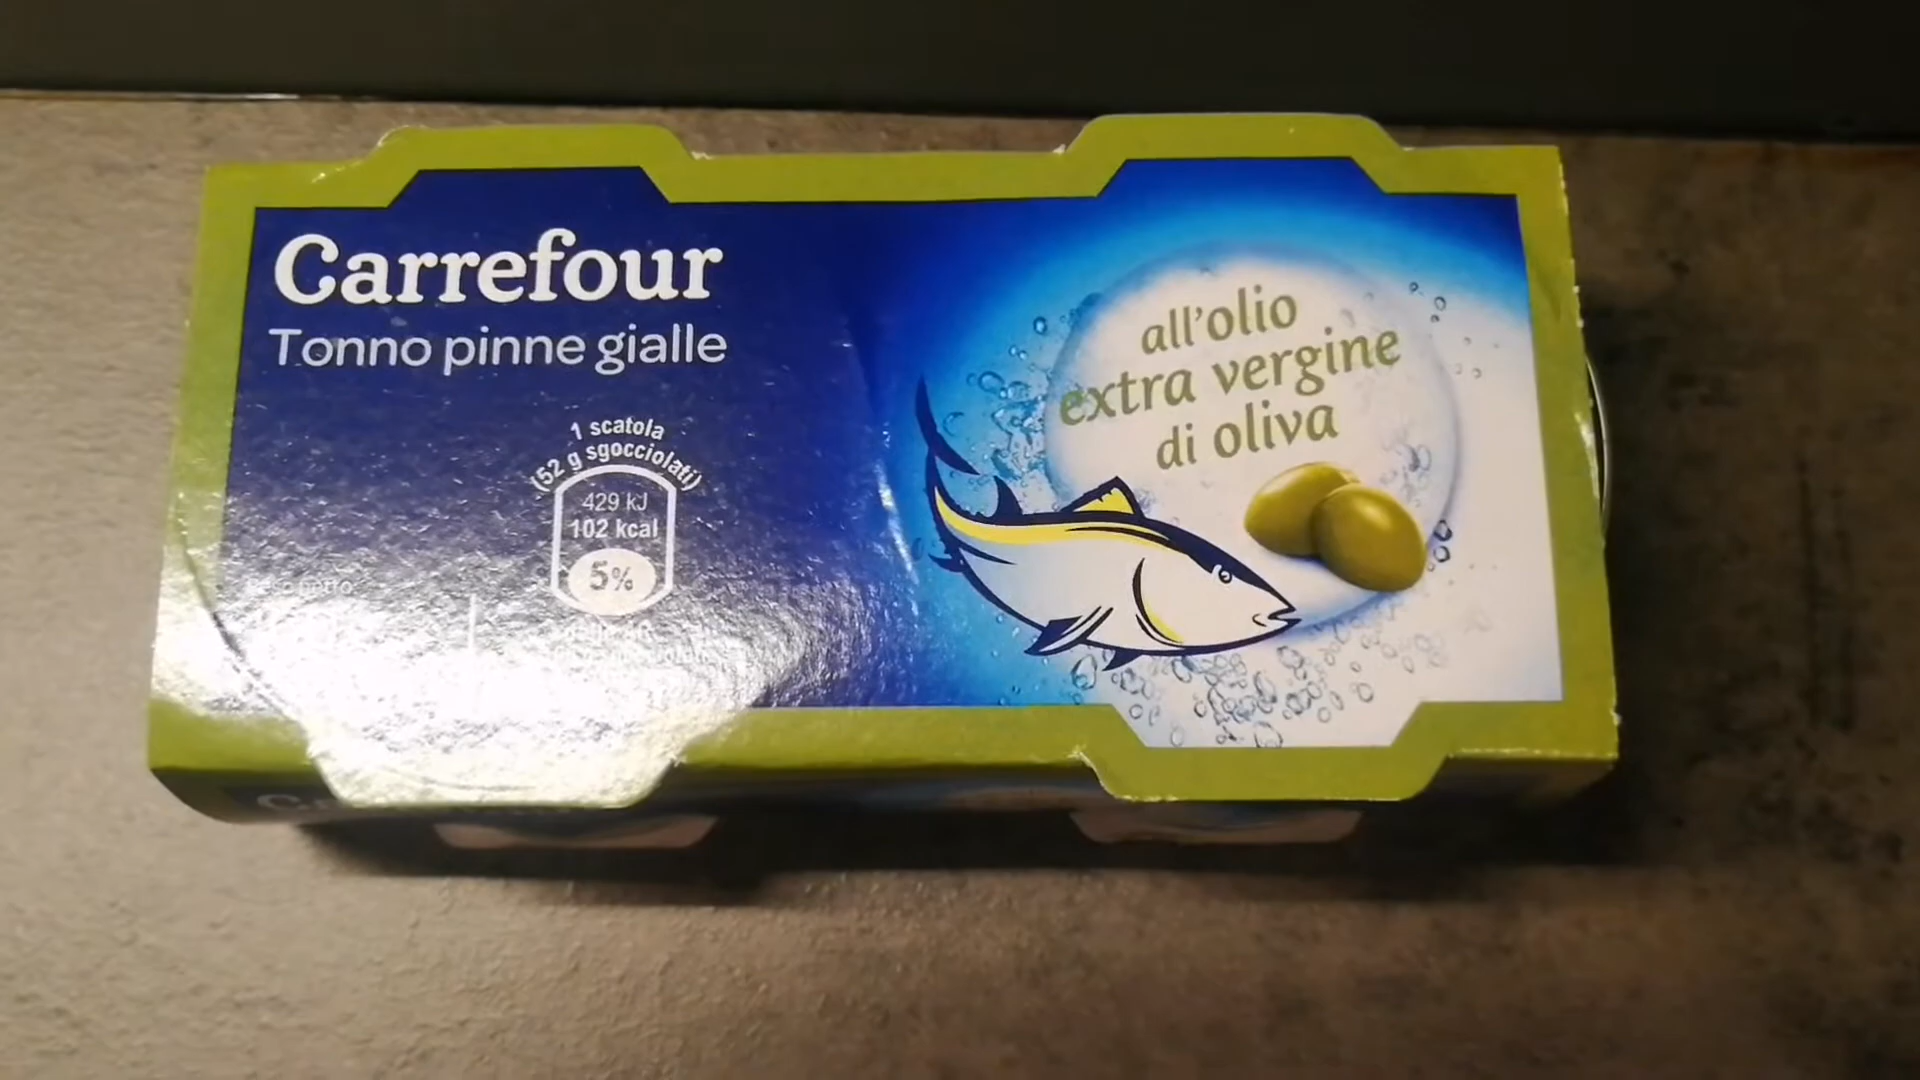 Carrefour
Tonno pinne gialle
1 scatola
(52 g sgocciolati)
429 kJ
102 kcal
5%
all'olio
extra vergine
di oliva